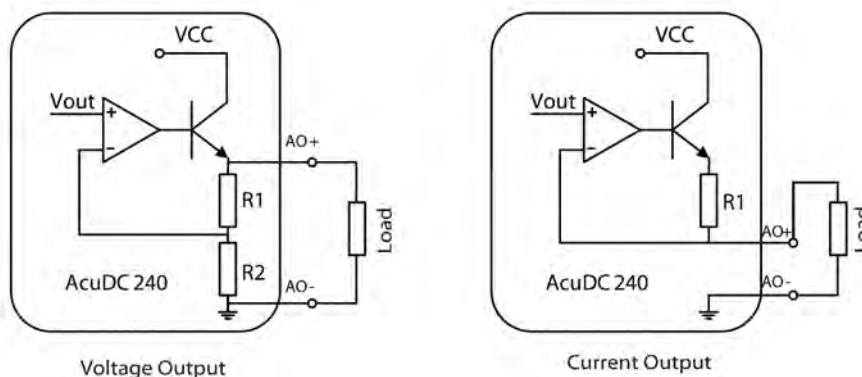 VCC
Vout
+
−
AO+
R1
Load
R2
AcuDC 240
AO-
Voltage Output
VCC
Vout
+
−
R1
AO+
Load
AcuDC 240
AO-
Current Output